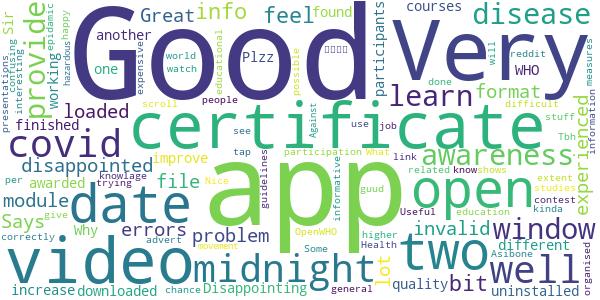 Good
Very
app
certificate
video
date
two
open
midnight
covid
well
window
learn
awareness
disease
provide
info
feel
Great
Sir
working
loaded
finished
disappointed
module
awarded
file
improve
Says
Why
errors
problem
increase
downloaded
Disappointing
lot
bit
quality
invalid
different
uninstalled
experienced
format
WHO
participants
courses
Plzz
found
another
one
epidamic
happy
hazardous
expensive
world
watch
educational
possible
presentations
confusing
interesting
scroll
people
knowlage
trying
per
give
correctly
advert
chance
movement
Nice
see
tap
participation
guidelines
OpenWHO
Some
general
Health
higher
Against
informative
What
use
job
link
guud
related
know
shows
Useful
education
extent
studies
contest
kinda
Asibone
organised
Tbh
difficult
stuff
done
reddit
will
measures
information